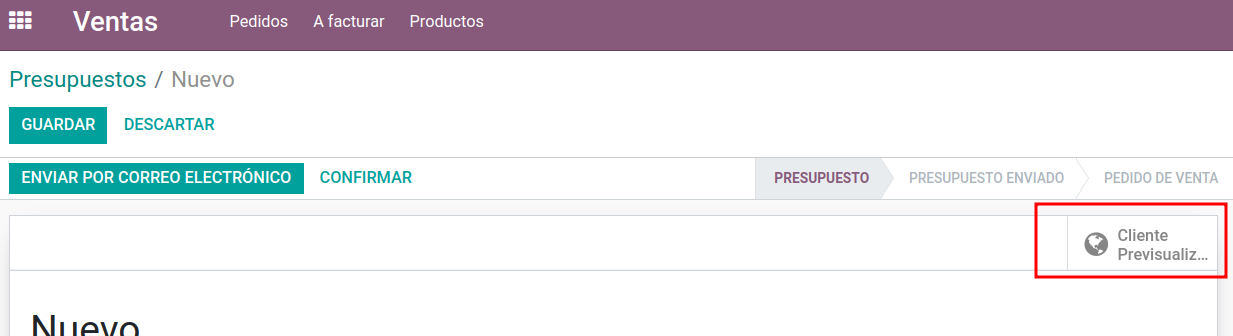 Ventas Pedidos A facturar Productos
Presupuestos / Nuevo
GUARDAR DESCARTAR
ENVIAR POR CORREO ELECTRÓNICO CONFIRMAR PRESUPUESTO PRESUPUESTO ENVIADO PEDIDO DE VENTA
Cliente
Previsualiz...
Nuevo